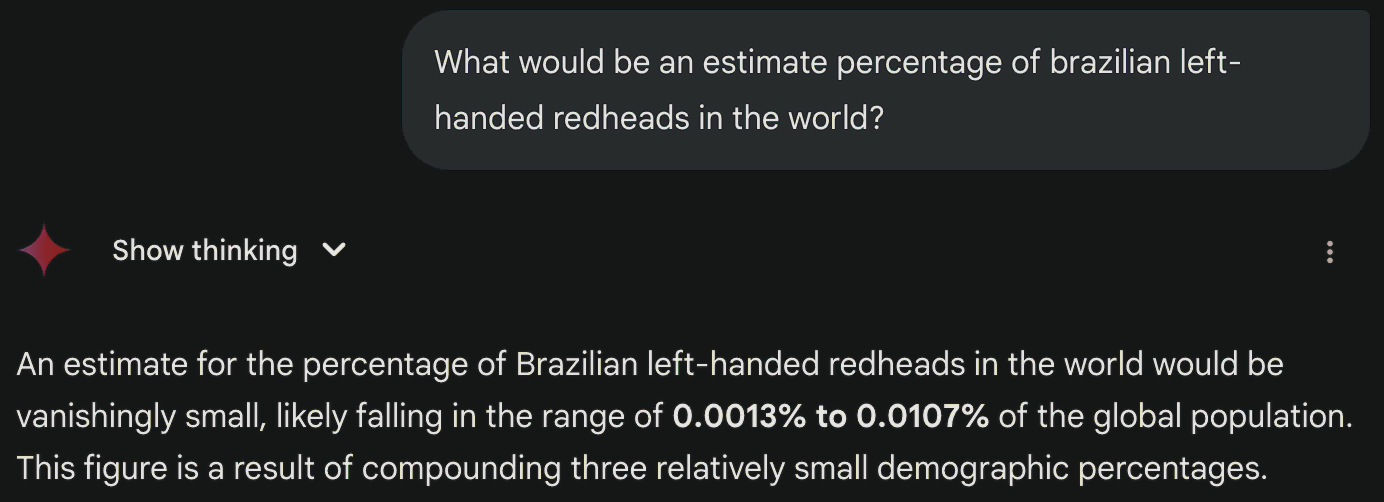 What would be an estimate percentage of brazilian left-
handed redheads in the world?
Show thinking
An estimate for the percentage of Brazilian left-handed redheads in the world would be
vanishingly small, likely falling in the range of 0.0013% to 0.0107% of the global population.
This figure is a result of compounding three relatively small demographic percentages.